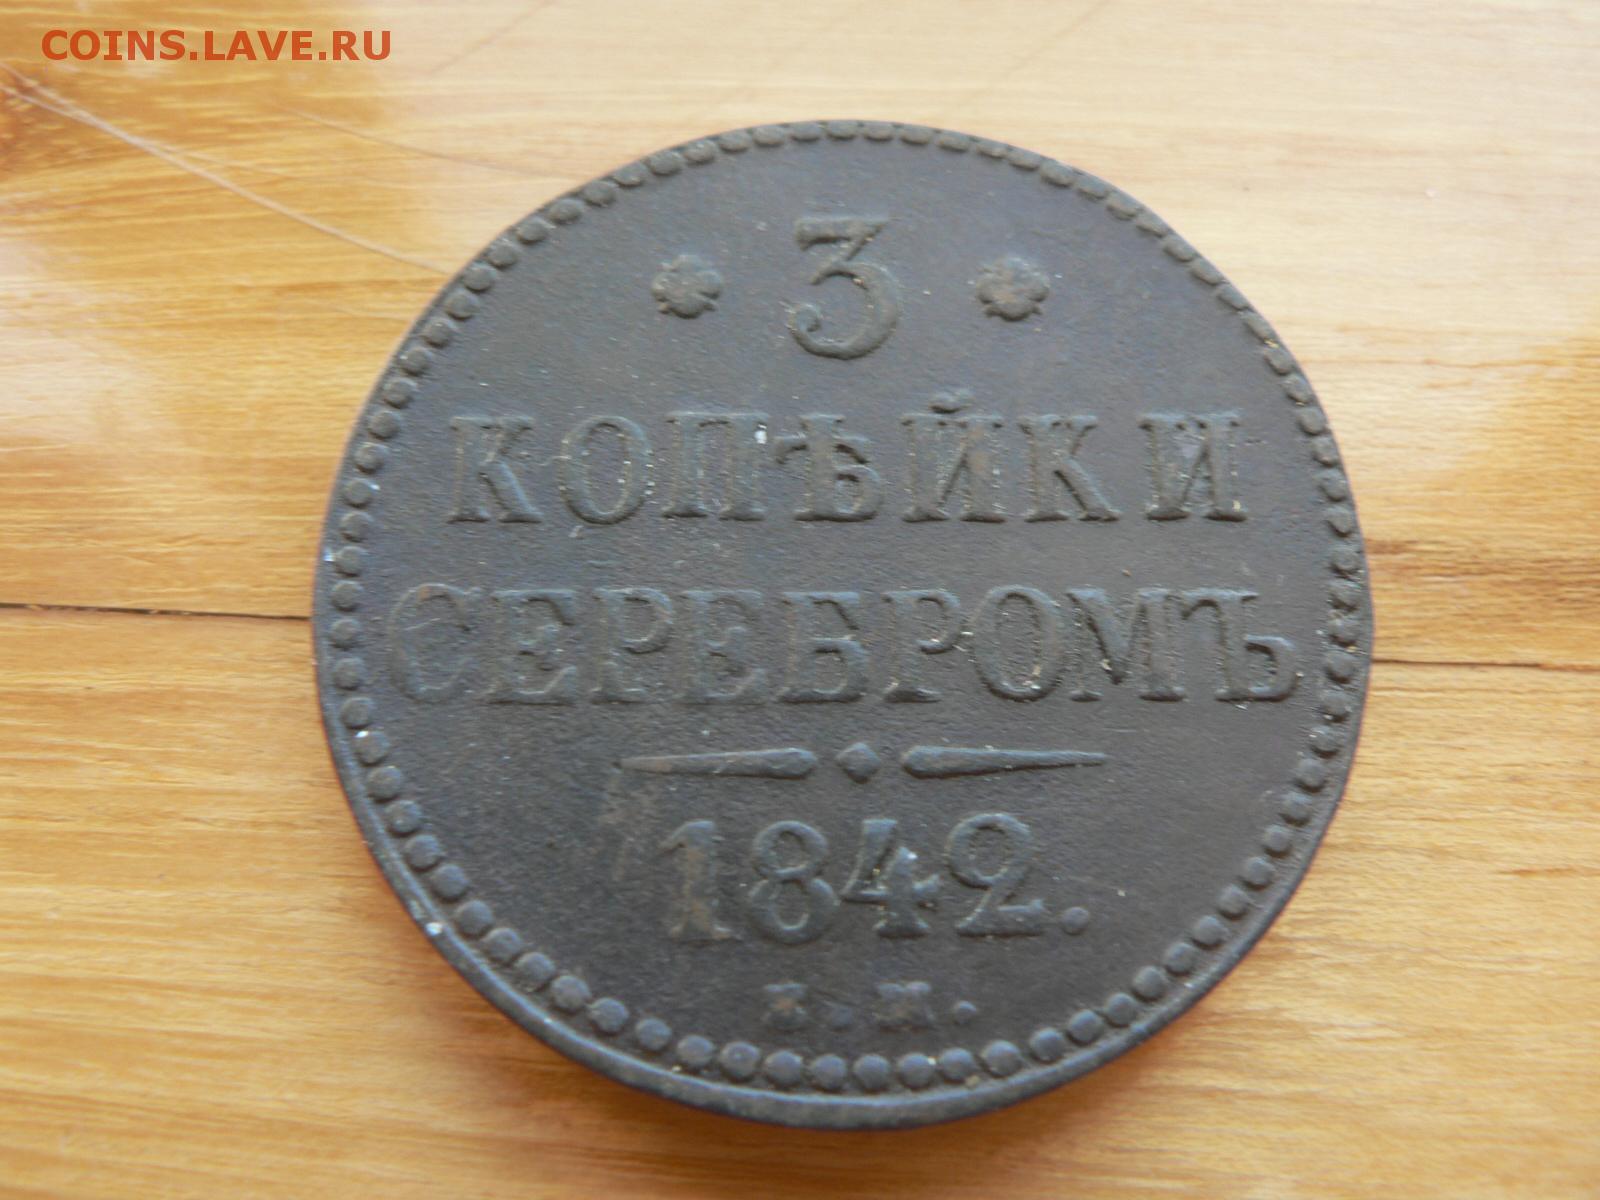 COINS.LAVE.RU
3
КОПѢЙКИ
СЕРЕБРОМЪ
1842.
Е.М.